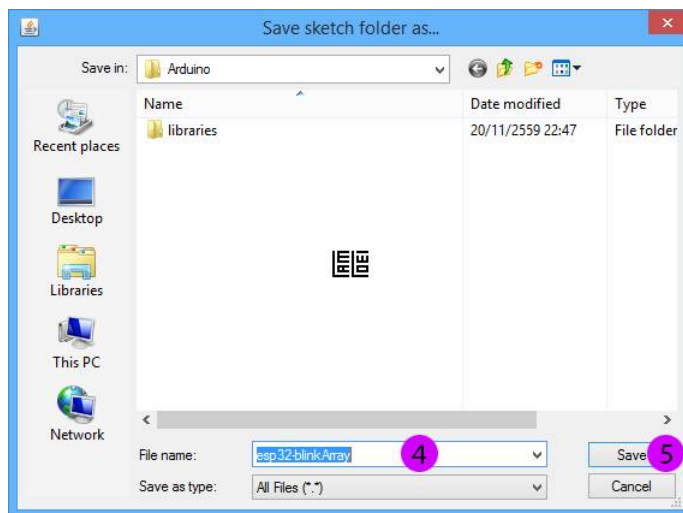 Save sketch folder as...
Save in: Arduino
Name Date modified Type
libraries 20/11/2559 22:47 File folder
Recent places
Desktop
Libraries
This PC
Network
File name: esp32-blinkArray 4 Save 5
Save as type: All Files (*.*) Cancel